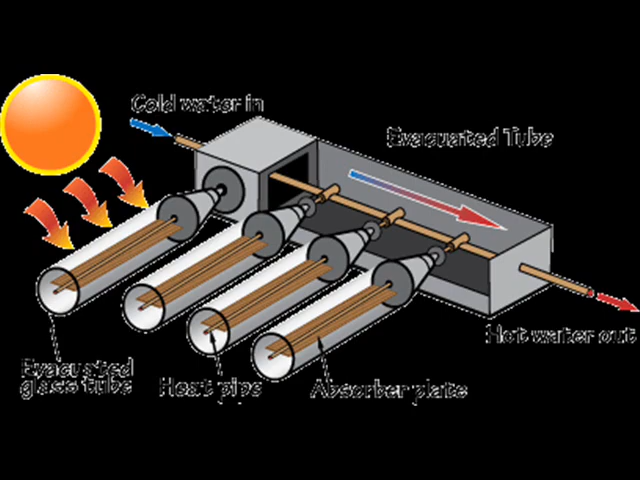 Cold water in
Evacuated Tube
Hot water out
Evacuated
glass tube
Heat pipe
Absorber plate